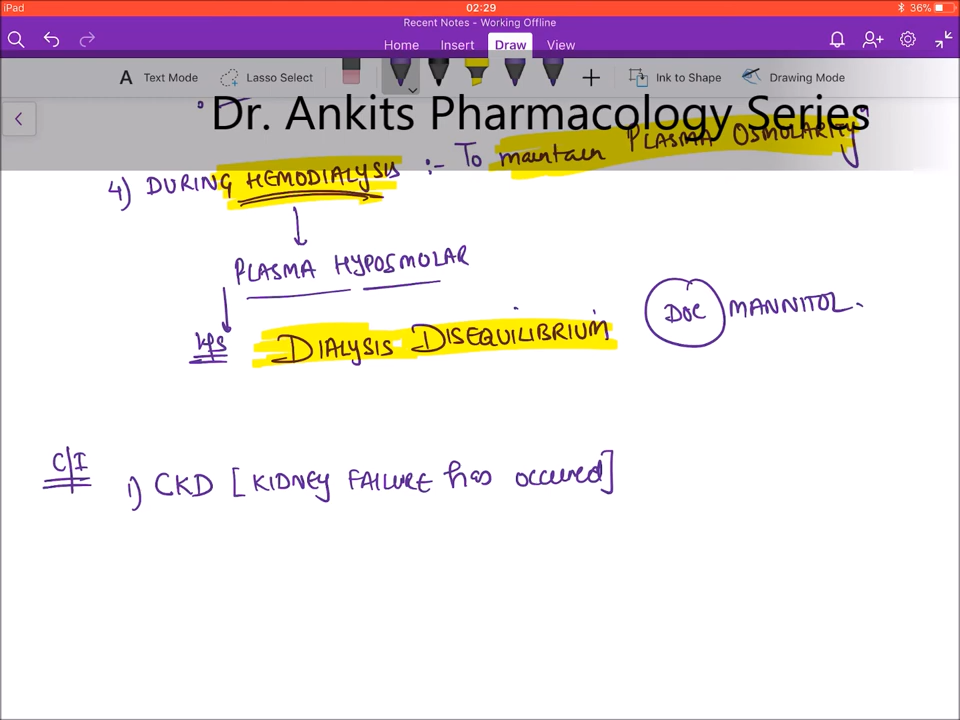 iPad 02:29 36%
Recent Notes - Working Offline
Home Insert Draw View
A Text Mode Lasso Select Ink to Shape Drawing Mode
Dr. Ankits Pharmacology Series
4) DURING HEMODIALYSIS :- To maintain PLASMA OSMOLARITY
PLASMA HYPOSMOLAR
DIALYSIS DISEQUILIBRIUM DOC MANNITOL.
C/I
1) CKD [KIDNEY FAILURE has occured]